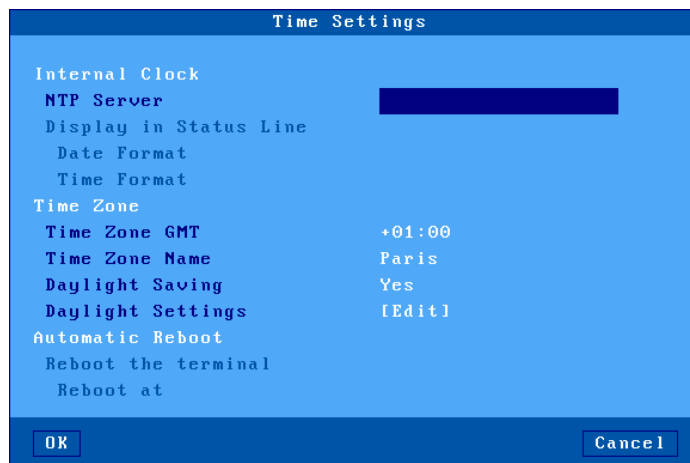 Time Settings
Internal Clock
NTP Server
Display in Status Line
Date Format
Time Format
Time Zone
Time Zone GMT +01:00
Time Zone Name Paris
Daylight Saving Yes
Daylight Settings [Edit]
Automatic Reboot
Reboot the terminal
Reboot at
OK Cancel